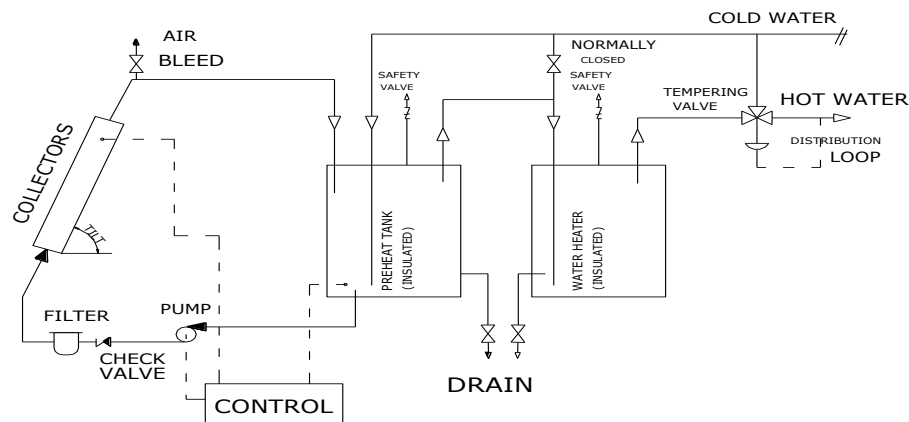 COLD WATER
AIR
BLEED
NORMALLY
CLOSED
SAFETY
VALVE
SAFETY
VALVE
TEMPERING
VALVE
HOT WATER
DISTRIBUTION
LOOP
COLLECTORS
TILT
PREHEAT TANK
(INSULATED)
WATER HEATER
(INSULATED)
FILTER
PUMP
CHECK
VALVE
DRAIN
CONTROL